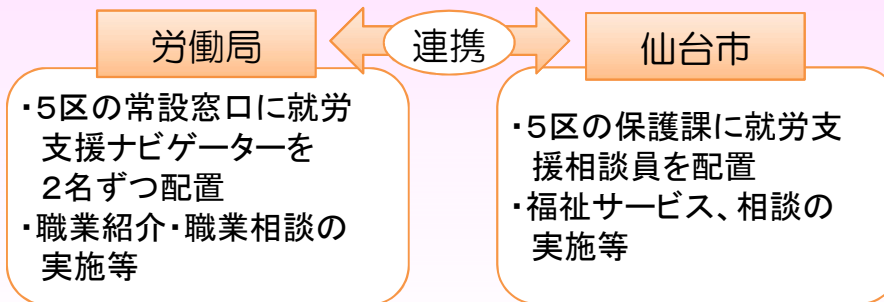 労働局
連携
仙台市
・5区の常設窓口に就労
支援ナビゲーターを
2名ずつ配置
・職業紹介・職業相談の
実施等
・5区の保護課に就労支
援相談員を配置
・福祉サービス、相談の
実施等